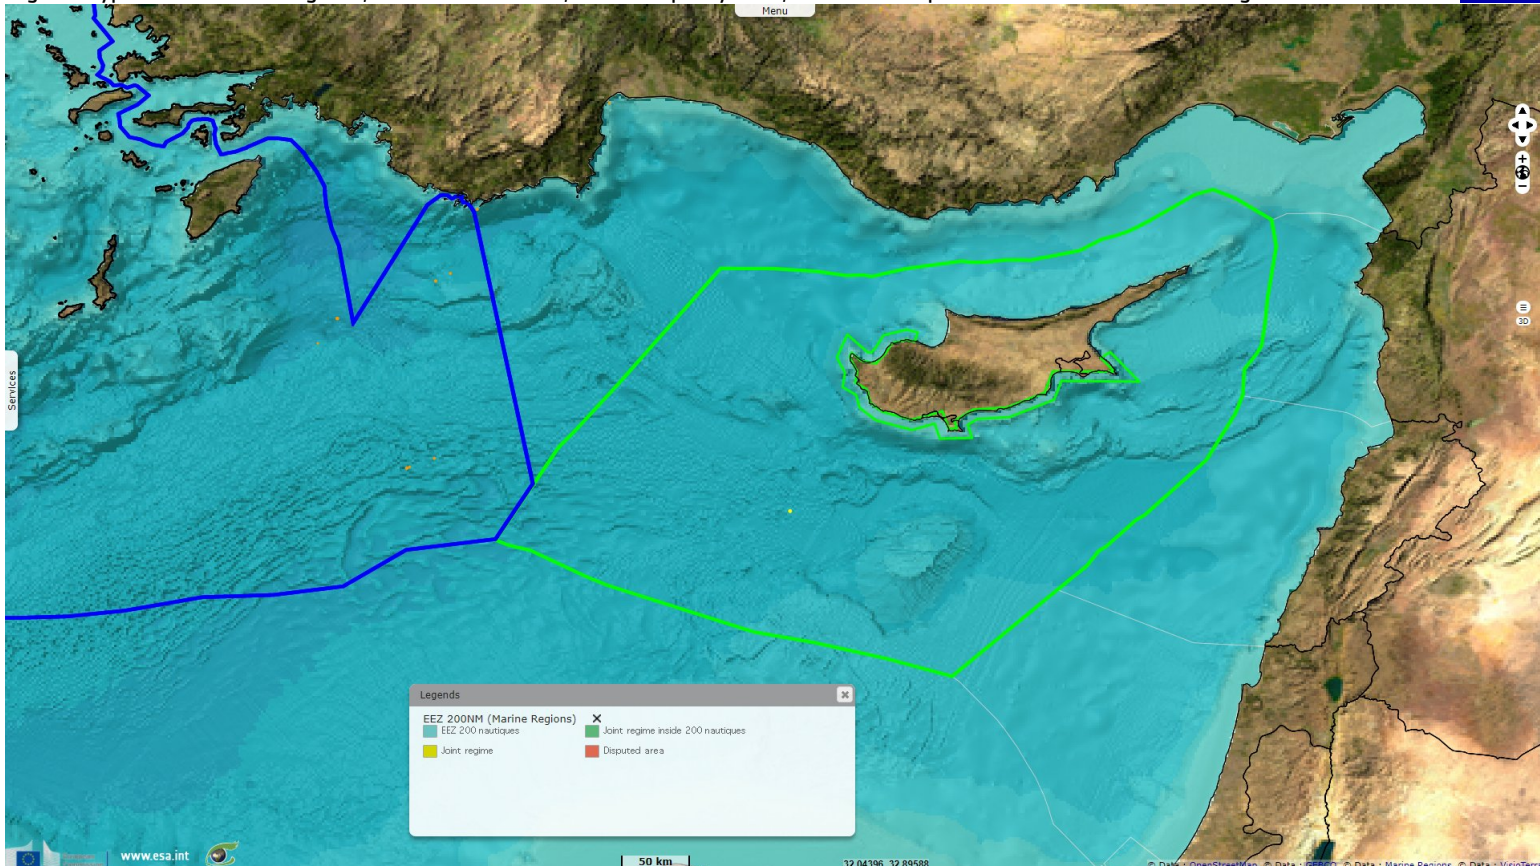 Menu
Services
3D
Legends
EEZ 200NM (Marine Regions)
EEZ 200 nautiques
Joint regime inside 200 nautiques
Joint regime
Disputed area
www.esa.int
50 km
32.04396, 32.89588
© Data : OpenStreetMap, © Data : GEBCO, © Data : Marine Regions, © Data : VisioTerra